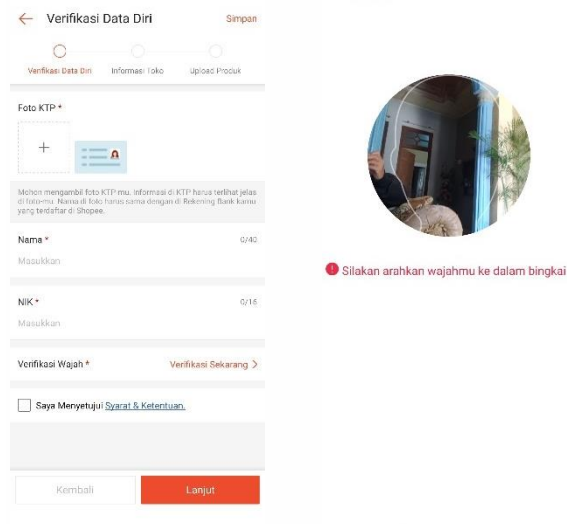 Verifikasi Data Diri
Simpan
Verifikasi Data Diri
Informasi Toko
Upload Produk
Foto KTP *
Mohon mengambil foto KTP mu. Informasi di KTP harus terlihat jelas
di foto-mu. Nama di foto harus sama dengan di Rekening Bank kamu
yang terdaftar di Shopee.
Nama *
0/40
Masukkan
NIK *
0/16
Masukkan
Verifikasi Wajah *
Verifikasi Sekarang >
Saya Menyetujui Syarat & Ketentuan.
Kembali
Lanjut
Silakan arahkan wajahmu ke dalam bingkai